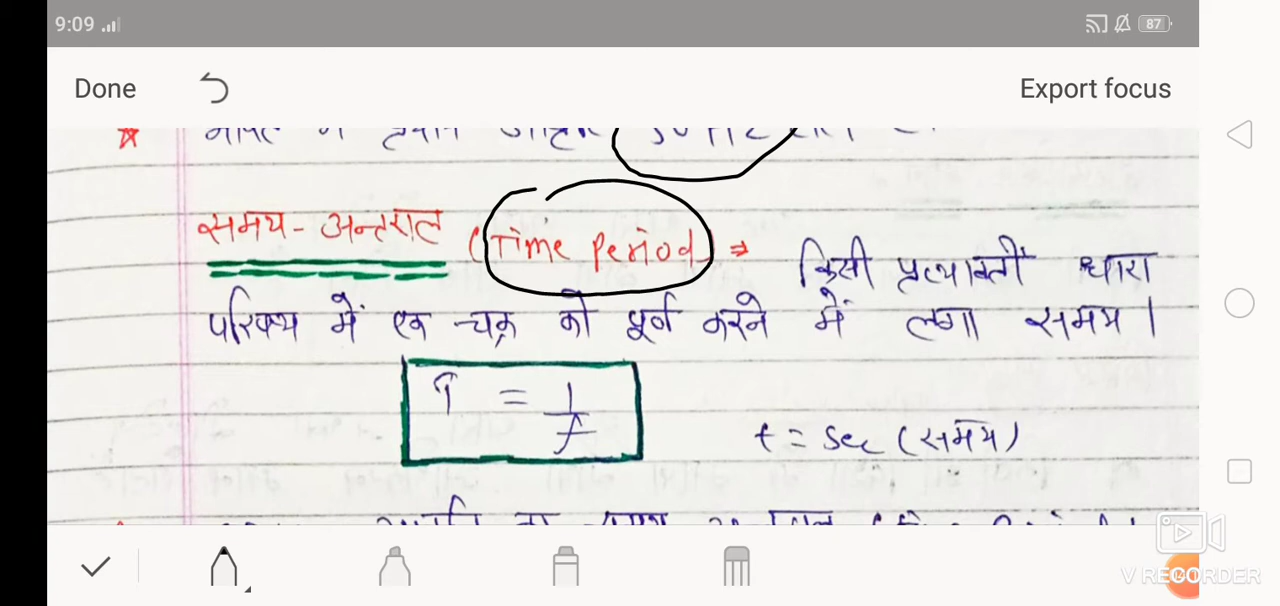 9:09
87
Done
Export focus
समय-अन्तराल (Time Period) ⇒ किसी प्रत्यावर्ती धारा
परिपथ में एक चक्र को पूर्ण करने में लगा समय।
T = 1/f
t = sec (समय)
V RECORDER